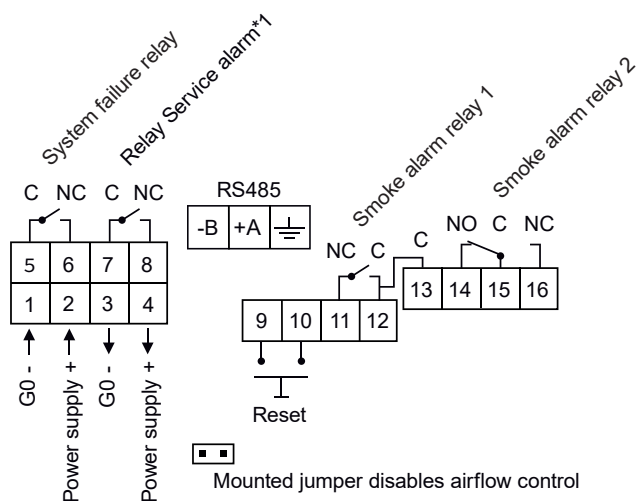 System failure relay
Relay Service alarm*1
Smoke alarm relay 1
Smoke alarm relay 2
C NC C NC
RS485
-B +A
NC C C
NO C NC
5 6 7 8
1 2 3 4
13 14 15 16
9 10 11 12
G0 -
Power supply +
G0 -
Power supply +
Reset
Mounted jumper disables airflow control